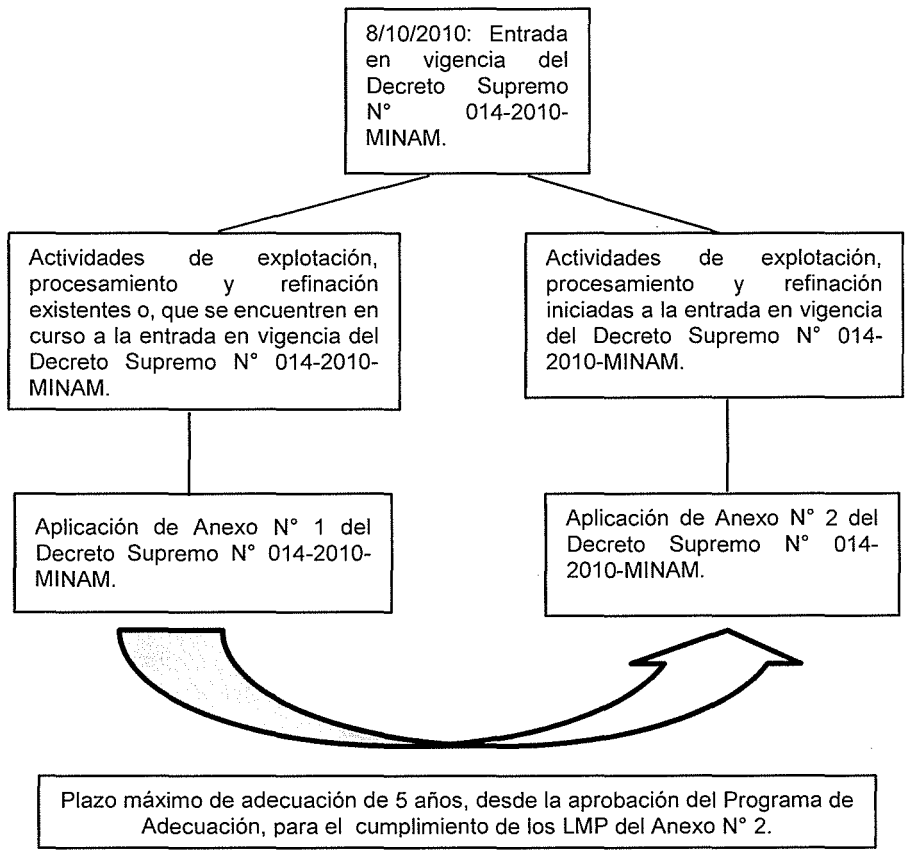 8/10/2010: Entrada
en vigencia del
Decreto Supremo
N° 014-2010-
MINAM.
Actividades de explotación,
procesamiento y refinación
existentes o, que se encuentren en
curso a la entrada en vigencia del
Decreto Supremo N° 014-2010-
MINAM.
Actividades de explotación,
procesamiento y refinación
iniciadas a la entrada en vigencia
del Decreto Supremo N° 014-
2010-MINAM.
Aplicación de Anexo N° 1 del
Decreto Supremo N° 014-2010-
MINAM.
Aplicación de Anexo N° 2 del
Decreto Supremo N° 014-
2010-MINAM.
Plazo máximo de adecuación de 5 años, desde la aprobación del Programa de
Adecuación, para el cumplimiento de los LMP del Anexo N° 2.